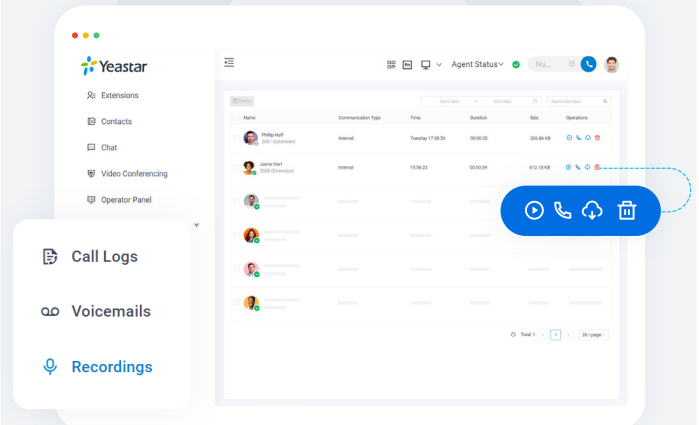 Yeastar
Agent Status
Nu...
Extensions
Contacts
Chat
Video Conferencing
Operator Panel
Call Logs
Voicemails
Recordings
Delete
Start date
End date
Name/Number
Name Communication Type Time Duration Size Operations
Phillip Huff
2001 (Extension)
Internal Tuesday 17:38:50 00:00:20 326.86 KB
Jaime Hart
2008 (Extension)
Internal 15:56:23 00:00:39 612.18 KB
Total: 1
1
20 / page